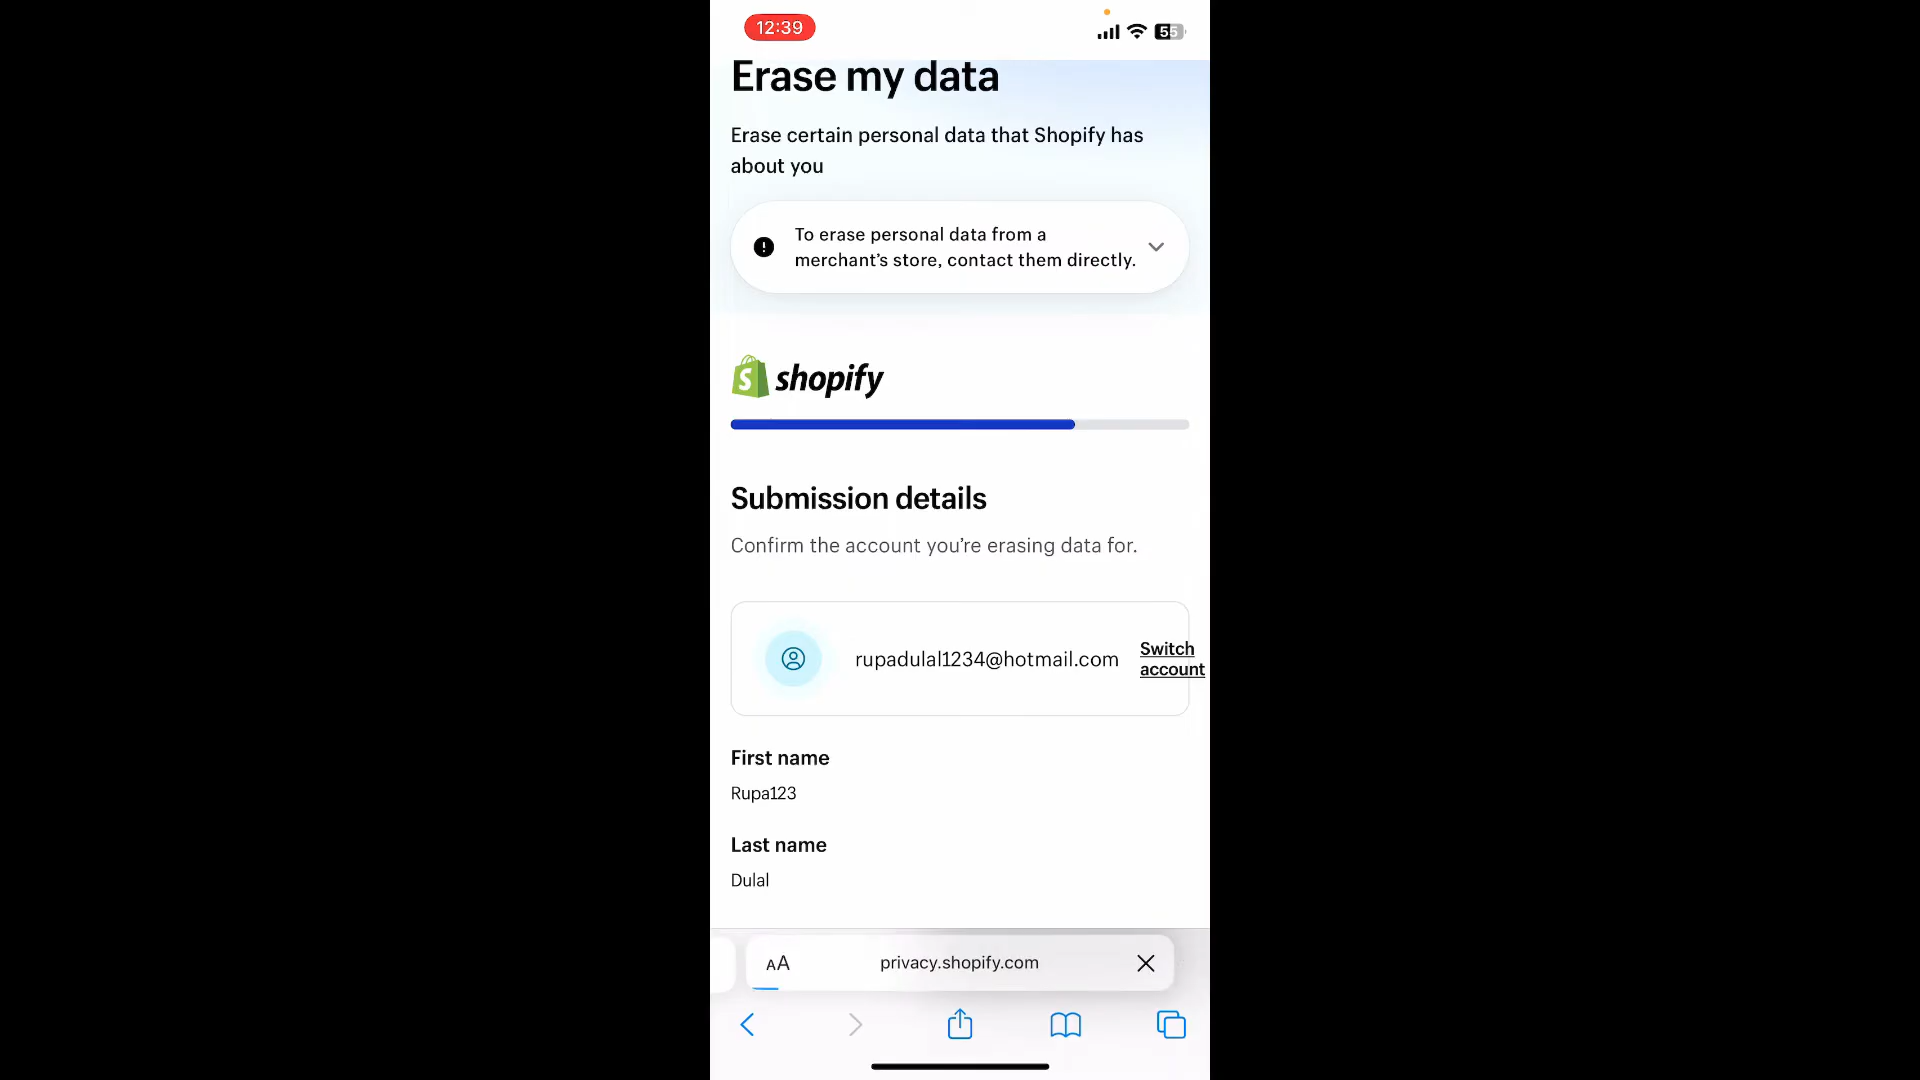 12:39
55
Erase my data
Erase certain personal data that Shopify has
about you
To erase personal data from a
merchant’s store, contact them directly.
shopify
Submission details
Confirm the account you’re erasing data for.
rupadulal1234@hotmail.com
Switch
account
First name
Rupa123
Last name
Dulal
AA
privacy.shopify.com